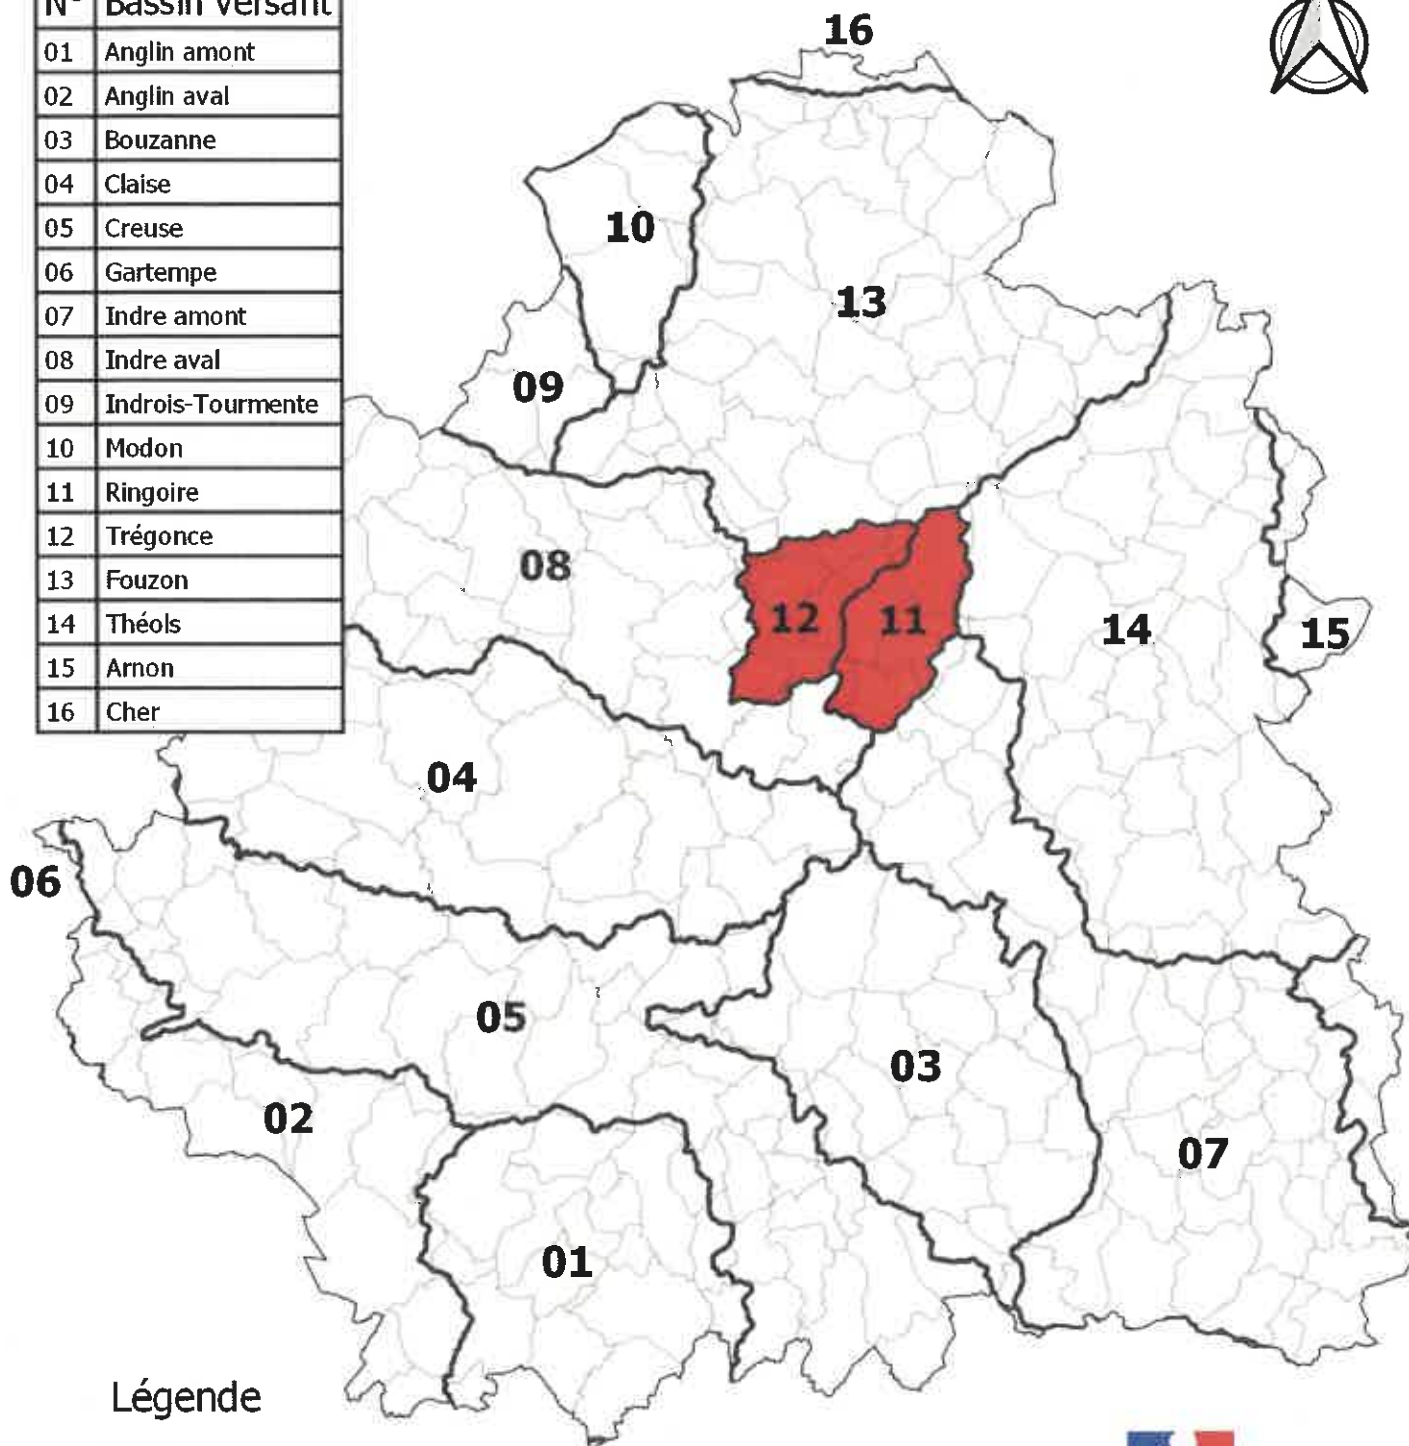 N° Bassin versant
01 Anglin amont
02 Anglin aval
03 Bouzanne
04 Claise
05 Creuse
06 Gartempe
07 Indre amont
08 Indre aval
09 Indrois-Tourmente
10 Modon
11 Ringoire
12 Trégonce
13 Fouzon
14 Théols
15 Arnon
16 Cher
16
10
13
09
08
12
11
14
15
04
06
05
03
02
07
01
Légende